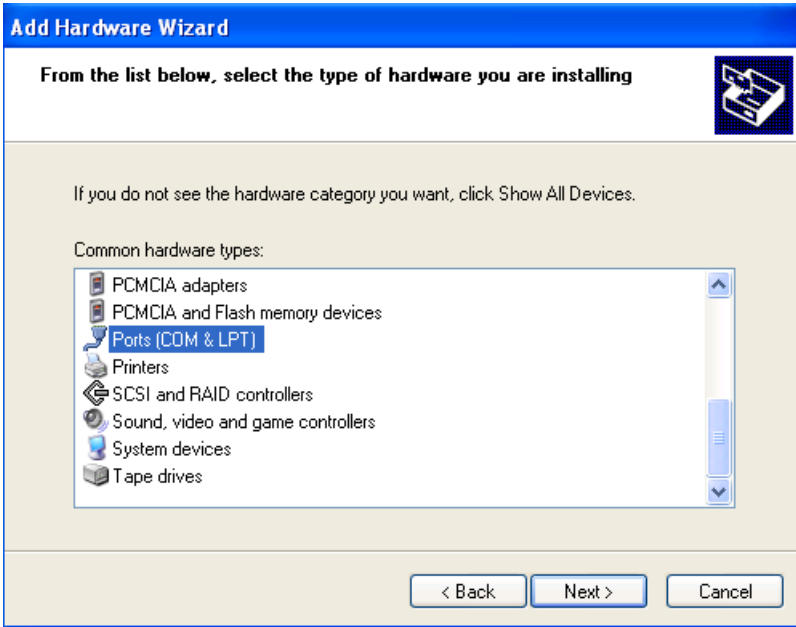 Add Hardware Wizard
From the list below, select the type of hardware you are installing
If you do not see the hardware category you want, click Show All Devices.
Common hardware types:
PCMCIA adapters
PCMCIA and Flash memory devices
Ports (COM & LPT)
Printers
SCSI and RAID controllers
Sound, video and game controllers
System devices
Tape drives
< Back Next > Cancel